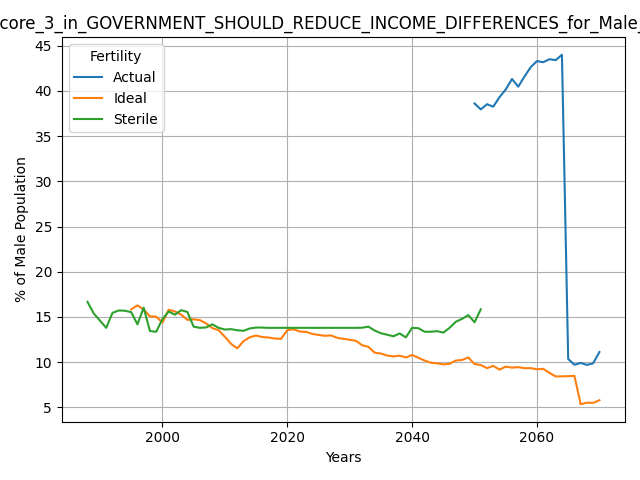 core_3_in_GOVERNMENT_SHOULD_REDUCE_INCOME_DIFFERENCES_for_Male_
Fertility
Actual
Ideal
Sterile
% of Male Population
45
40
35
30
25
20
15
10
5
2000 2020 2040 2060
Years